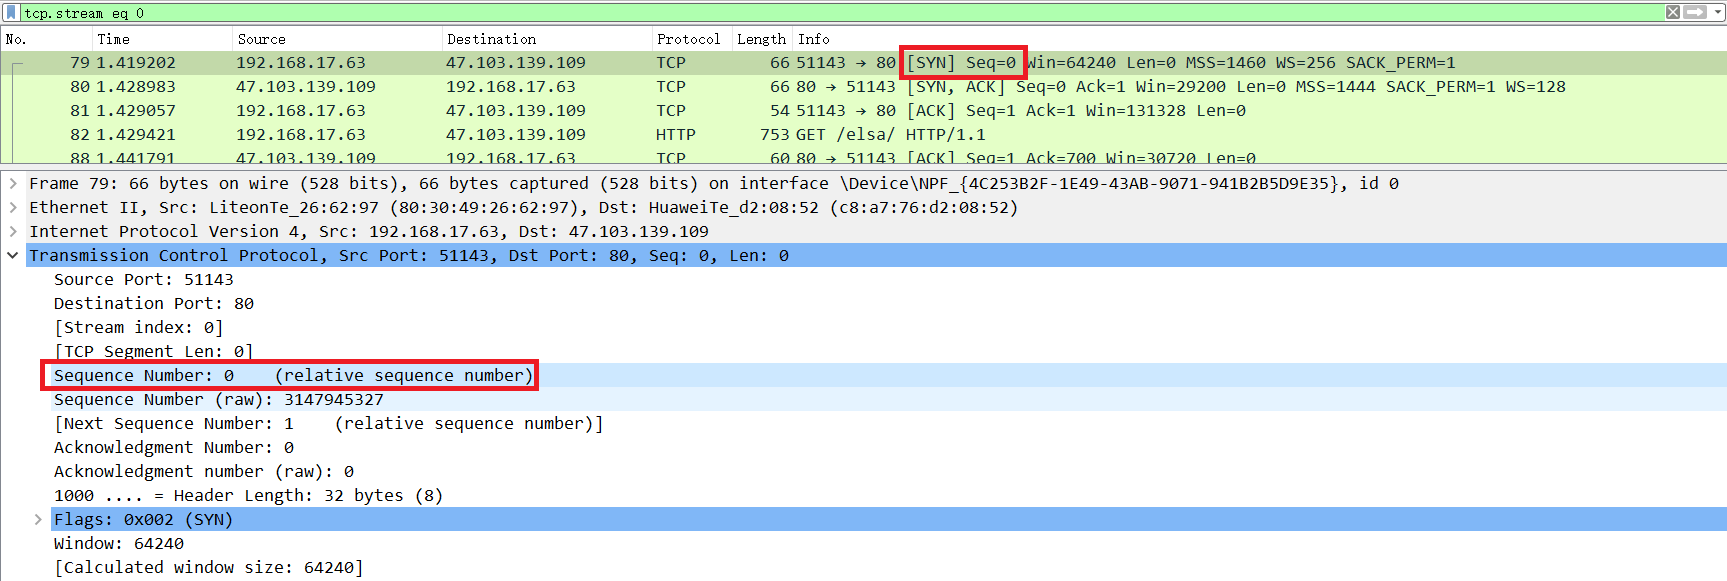 tcp.stream eq 0
No. Time Source Destination Protocol Length Info
79 1.419202 192.168.17.63 47.103.139.109 TCP 66 51143 → 80 [SYN] Seq=0 Win=64240 Len=0 MSS=1460 WS=256 SACK_PERM=1
80 1.428983 47.103.139.109 192.168.17.63 TCP 66 80 → 51143 [SYN, ACK] Seq=0 Ack=1 Win=29200 Len=0 MSS=1444 SACK_PERM=1 WS=128
81 1.429057 192.168.17.63 47.103.139.109 TCP 54 51143 → 80 [ACK] Seq=1 Ack=1 Win=131328 Len=0
82 1.429421 192.168.17.63 47.103.139.109 HTTP 753 GET /elsa/ HTTP/1.1
88 1.441791 47.103.139.109 192.168.17.63 TCP 60 80 → 51143 [ACK] Seq=1 Ack=700 Win=30720 Len=0
Frame 79: 66 bytes on wire (528 bits), 66 bytes captured (528 bits) on interface \Device\NPF_{4C253B2F-1E49-43AB-9071-941B2B5D9E35}, id 0
Ethernet II, Src: LiteonTe_26:62:97 (80:30:49:26:62:97), Dst: HuaweiTe_d2:08:52 (c8:a7:76:d2:08:52)
Internet Protocol Version 4, Src: 192.168.17.63, Dst: 47.103.139.109
Transmission Control Protocol, Src Port: 51143, Dst Port: 80, Seq: 0, Len: 0
Source Port: 51143
Destination Port: 80
[Stream index: 0]
[TCP Segment Len: 0]
Sequence Number: 0 (relative sequence number)
Sequence Number (raw): 3147945327
[Next Sequence Number: 1 (relative sequence number)]
Acknowledgment Number: 0
Acknowledgment number (raw): 0
1000 .... = Header Length: 32 bytes (8)
Flags: 0x002 (SYN)
Window: 64240
[Calculated window size: 64240]